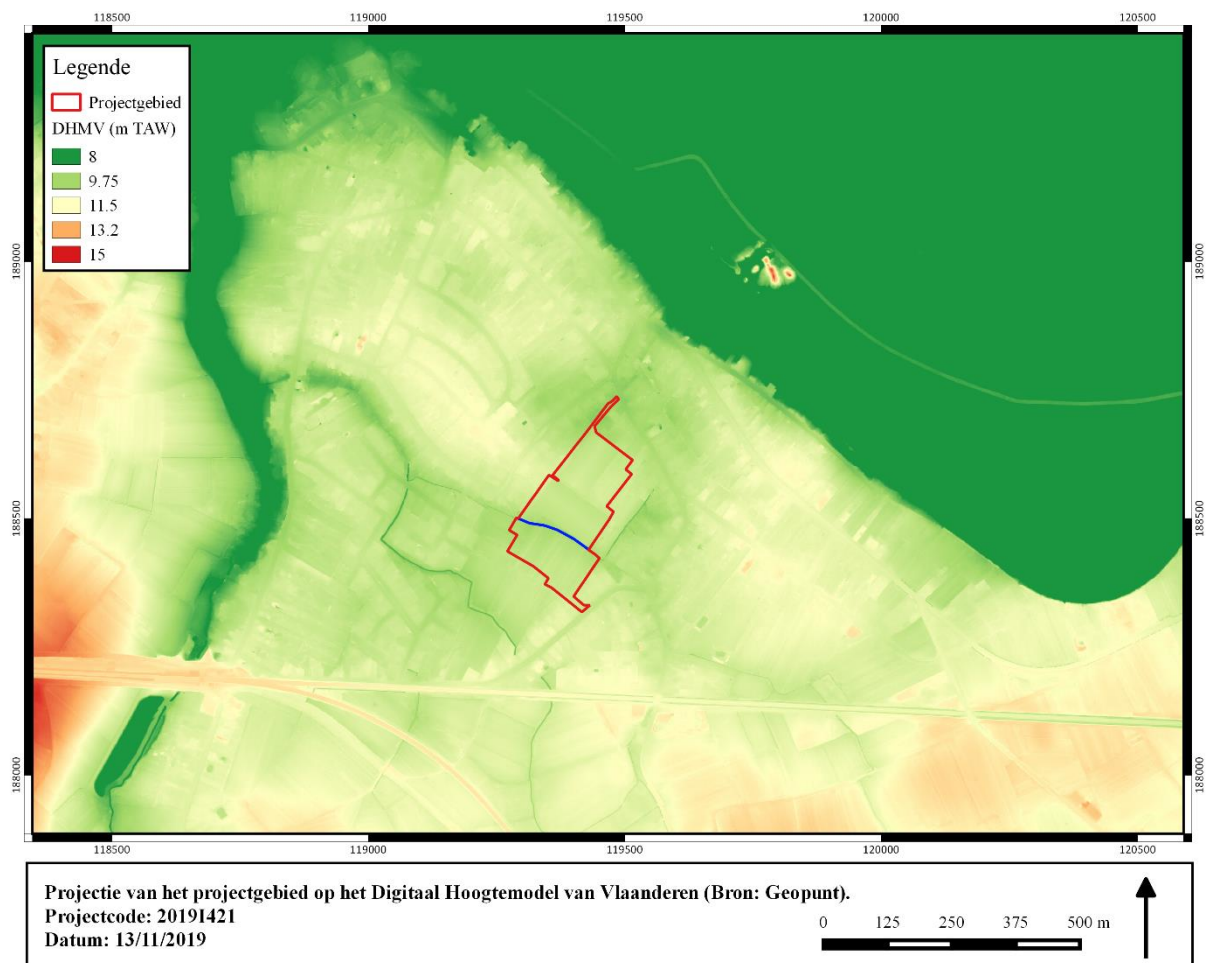 118500 119000 119500 120000 120500
Legende
Projectgebied
DHMV (m TAW)
8
9.75
11.5
13.2
15
189000 189000
188500 188500
188000 188000
118500 119000 119500 120000 120500
Projectie van het projectgebied op het Digitaal Hoogtemodel van Vlaanderen (Bron: Geopunt).
Projectcode: 2019I421
Datum: 13/11/2019
0 125 250 375 500 m